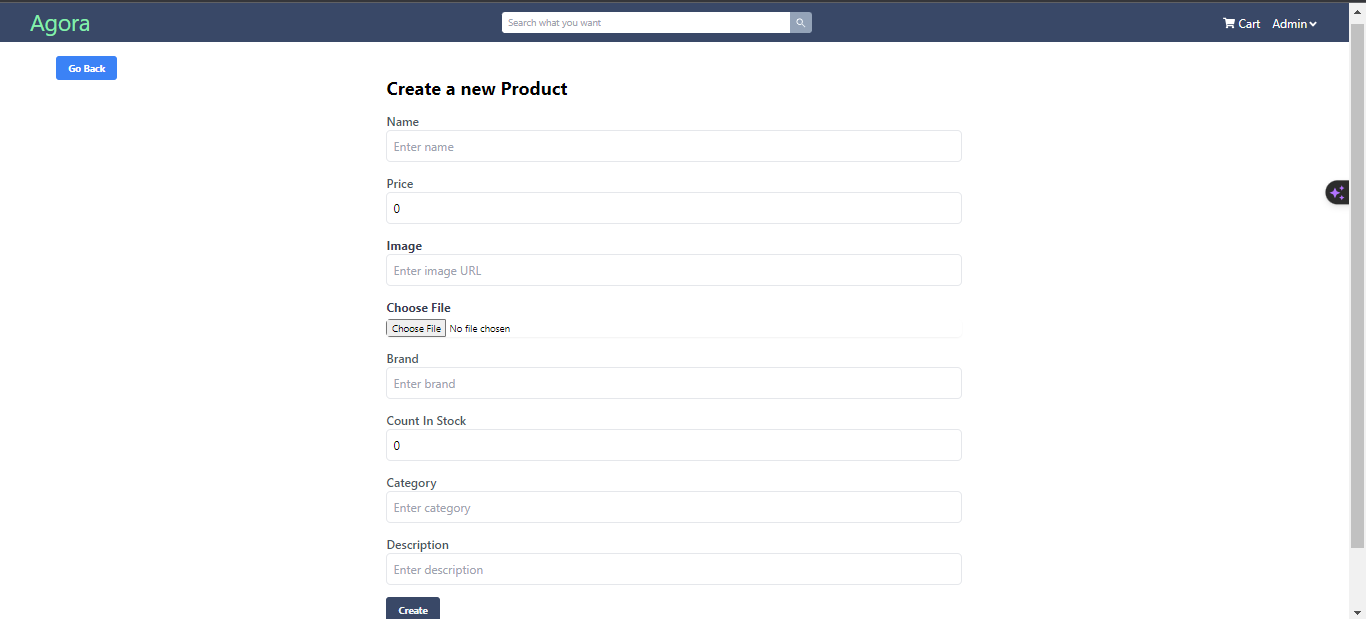 Agora
Search what you want
Cart Admin
Go Back
Create a new Product
Name
Enter name
Price
0
Image
Enter image URL
Choose File
Choose File No file chosen
Brand
Enter brand
Count In Stock
0
Category
Enter category
Description
Enter description
Create